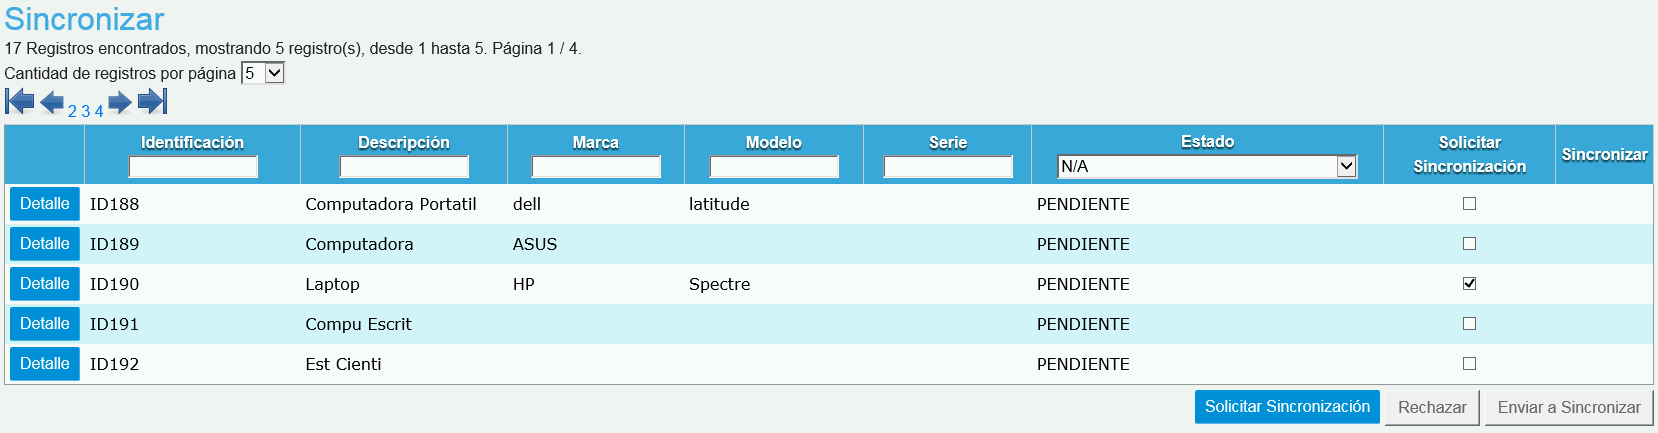 Sincronizar
17 Registros encontrados, mostrando 5 registro(s), desde 1 hasta 5. Página 1 / 4.
Cantidad de registros por página 5
2 3 4
Identificación Descripción Marca Modelo Serie Estado Solicitar Sincronización Sincronizar
N/A
Detalle ID188 Computadora Portatil dell latitude PENDIENTE
Detalle ID189 Computadora ASUS PENDIENTE
Detalle ID190 Laptop HP Spectre PENDIENTE
Detalle ID191 Compu Escrit PENDIENTE
Detalle ID192 Est Cienti PENDIENTE
Solicitar Sincronización Rechazar Enviar a Sincronizar